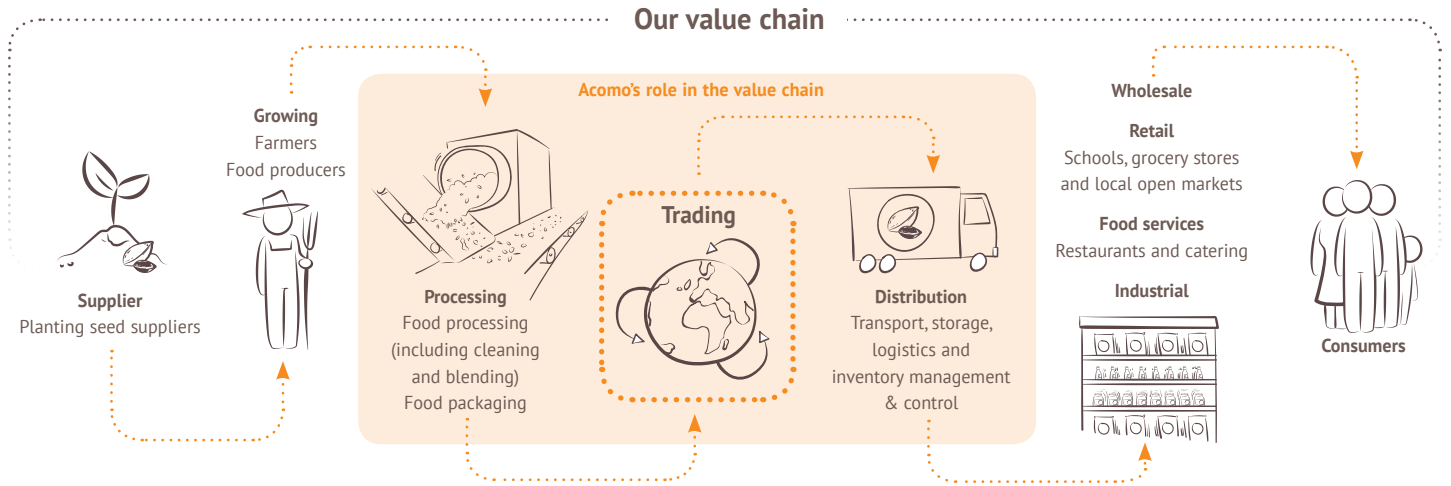 Our value chain
Supplier
Planting seed suppliers
Growing
Farmers
Food producers
Acomo’s role in the value chain
Processing
Food processing
(including cleaning
and blending)
Food packaging
Trading
Distribution
Transport, storage,
logistics and
inventory management
& control
Wholesale
Retail
Schools, grocery stores
and local open markets
Food services
Restaurants and catering
Industrial
Consumers